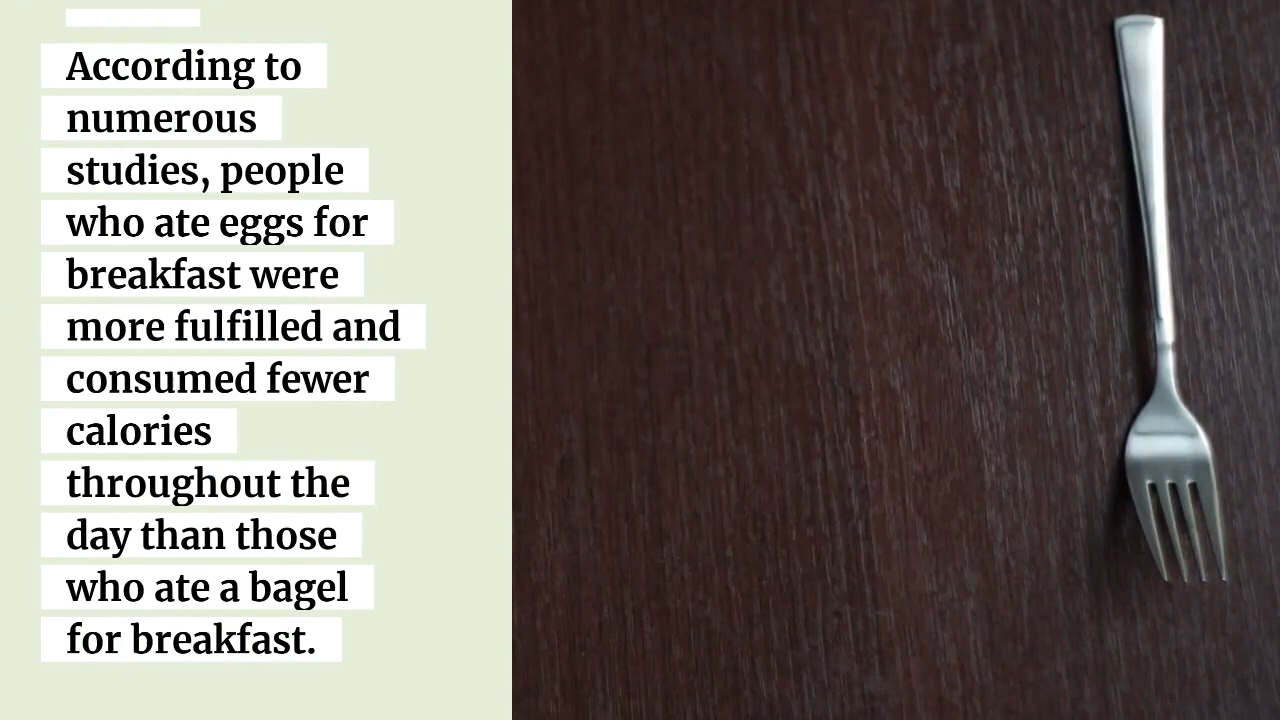 According to
numerous
studies, people
who ate eggs for
breakfast were
more fulfilled and
consumed fewer
calories
throughout the
day than those
who ate a bagel
for breakfast.